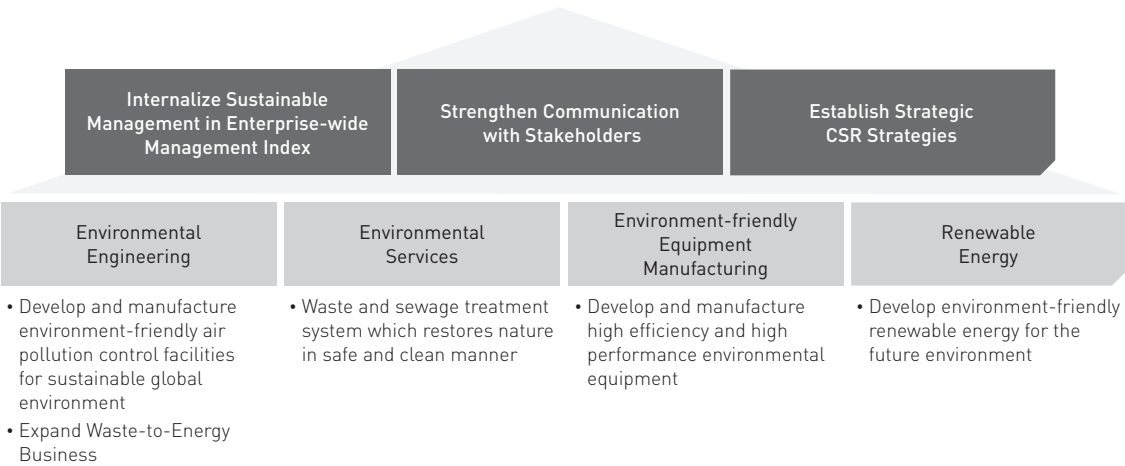 Internalize Sustainable
Management in Enterprise-wide
Management Index
Strengthen Communication
with Stakeholders
Establish Strategic
CSR Strategies
Environmental
Engineering
Environmental
Services
Environment-friendly
Equipment
Manufacturing
Renewable
Energy
• Develop and manufacture
environment-friendly air
pollution control facilities
for sustainable global
environment
• Expand Waste-to-Energy
Business
• Waste and sewage treatment
system which restores nature
in safe and clean manner
• Develop and manufacture
high efficiency and high
performance environmental
equipment
• Develop environment-friendly
renewable energy for the
future environment